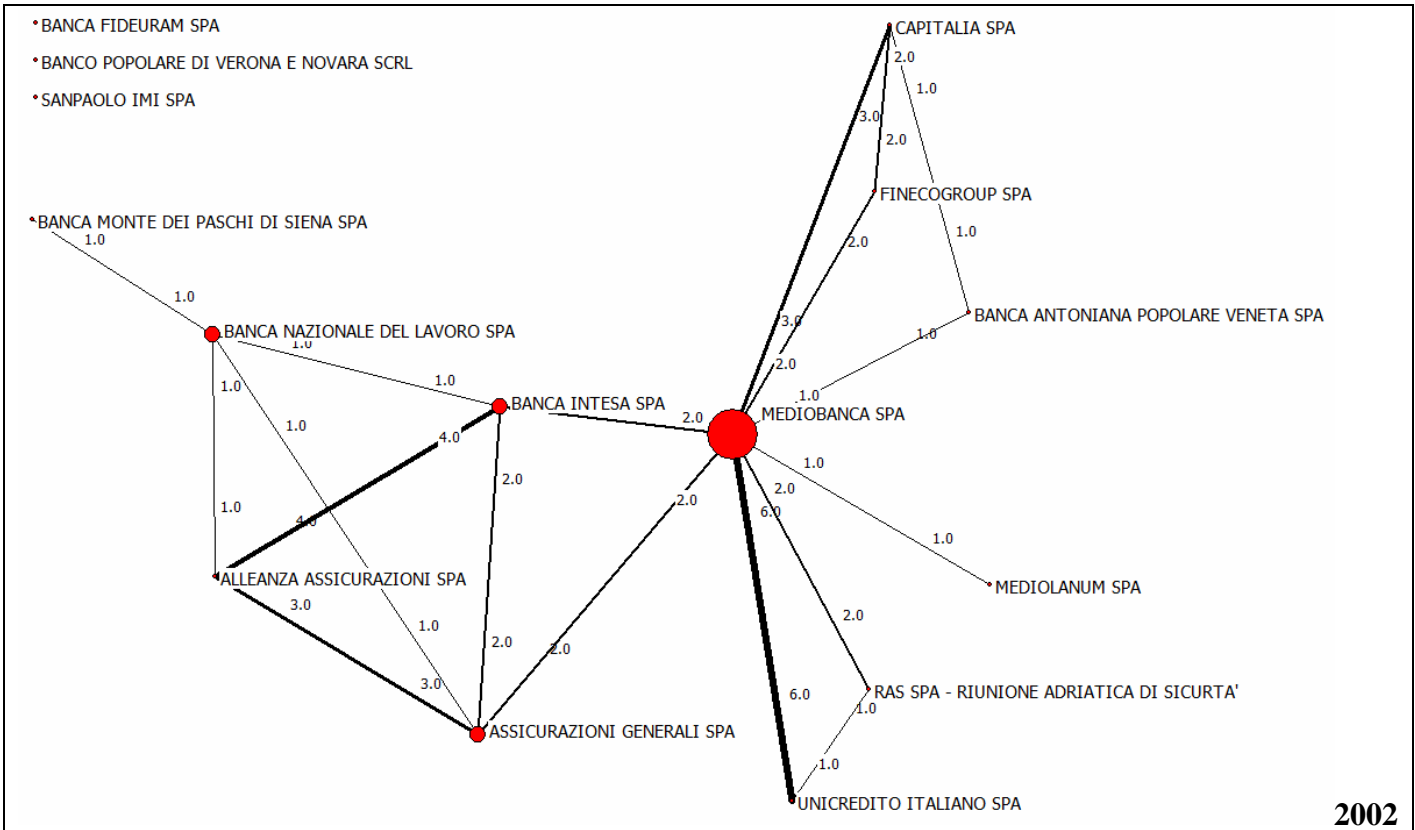 BANCA FIDEURAM SPA
CAPITALIA SPA
BANCO POPOLARE DI VERONA E NOVARA SCRL
2.0
1.0
SANPAOLO IMI SPA
3.0
2.0
FINECOGROUP SPA
BANCA MONTE DEI PASCHI DI SIENA SPA
1.0
2.0
1.0
1.0
BANCA ANTONIANA POPOLARE VENETA SPA
3.0
BANCA NAZIONALE DEL LAVORO SPA
1.0
1.0
2.0
1.0
1.0
1.0
BANCA INTESA SPA
MEDIOBANCA SPA
2.0
1.0
4.0
1.0
2.0
2.0
2.0
1.0
6.0
4.0
1.0
ALLEANZA ASSICURAZIONI SPA
MEDIOLANUM SPA
3.0
2.0
1.0
2.0
2.0
3.0
RAS SPA - RIUNIONE ADRIATICA DI SICURTA'
6.0
1.0
ASSICURAZIONI GENERALI SPA
1.0
UNICREDITO ITALIANO SPA
2002